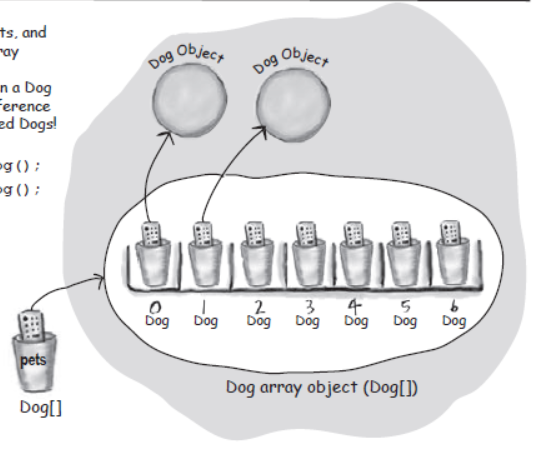 ts, and
ray
n a Dog
ference
ed Dogs!
og();
og();
Dog Object
Dog Object
0 1 2 3 4 5 6
Dog Dog Dog Dog Dog Dog Dog
pets
Dog[]
Dog array object (Dog[])